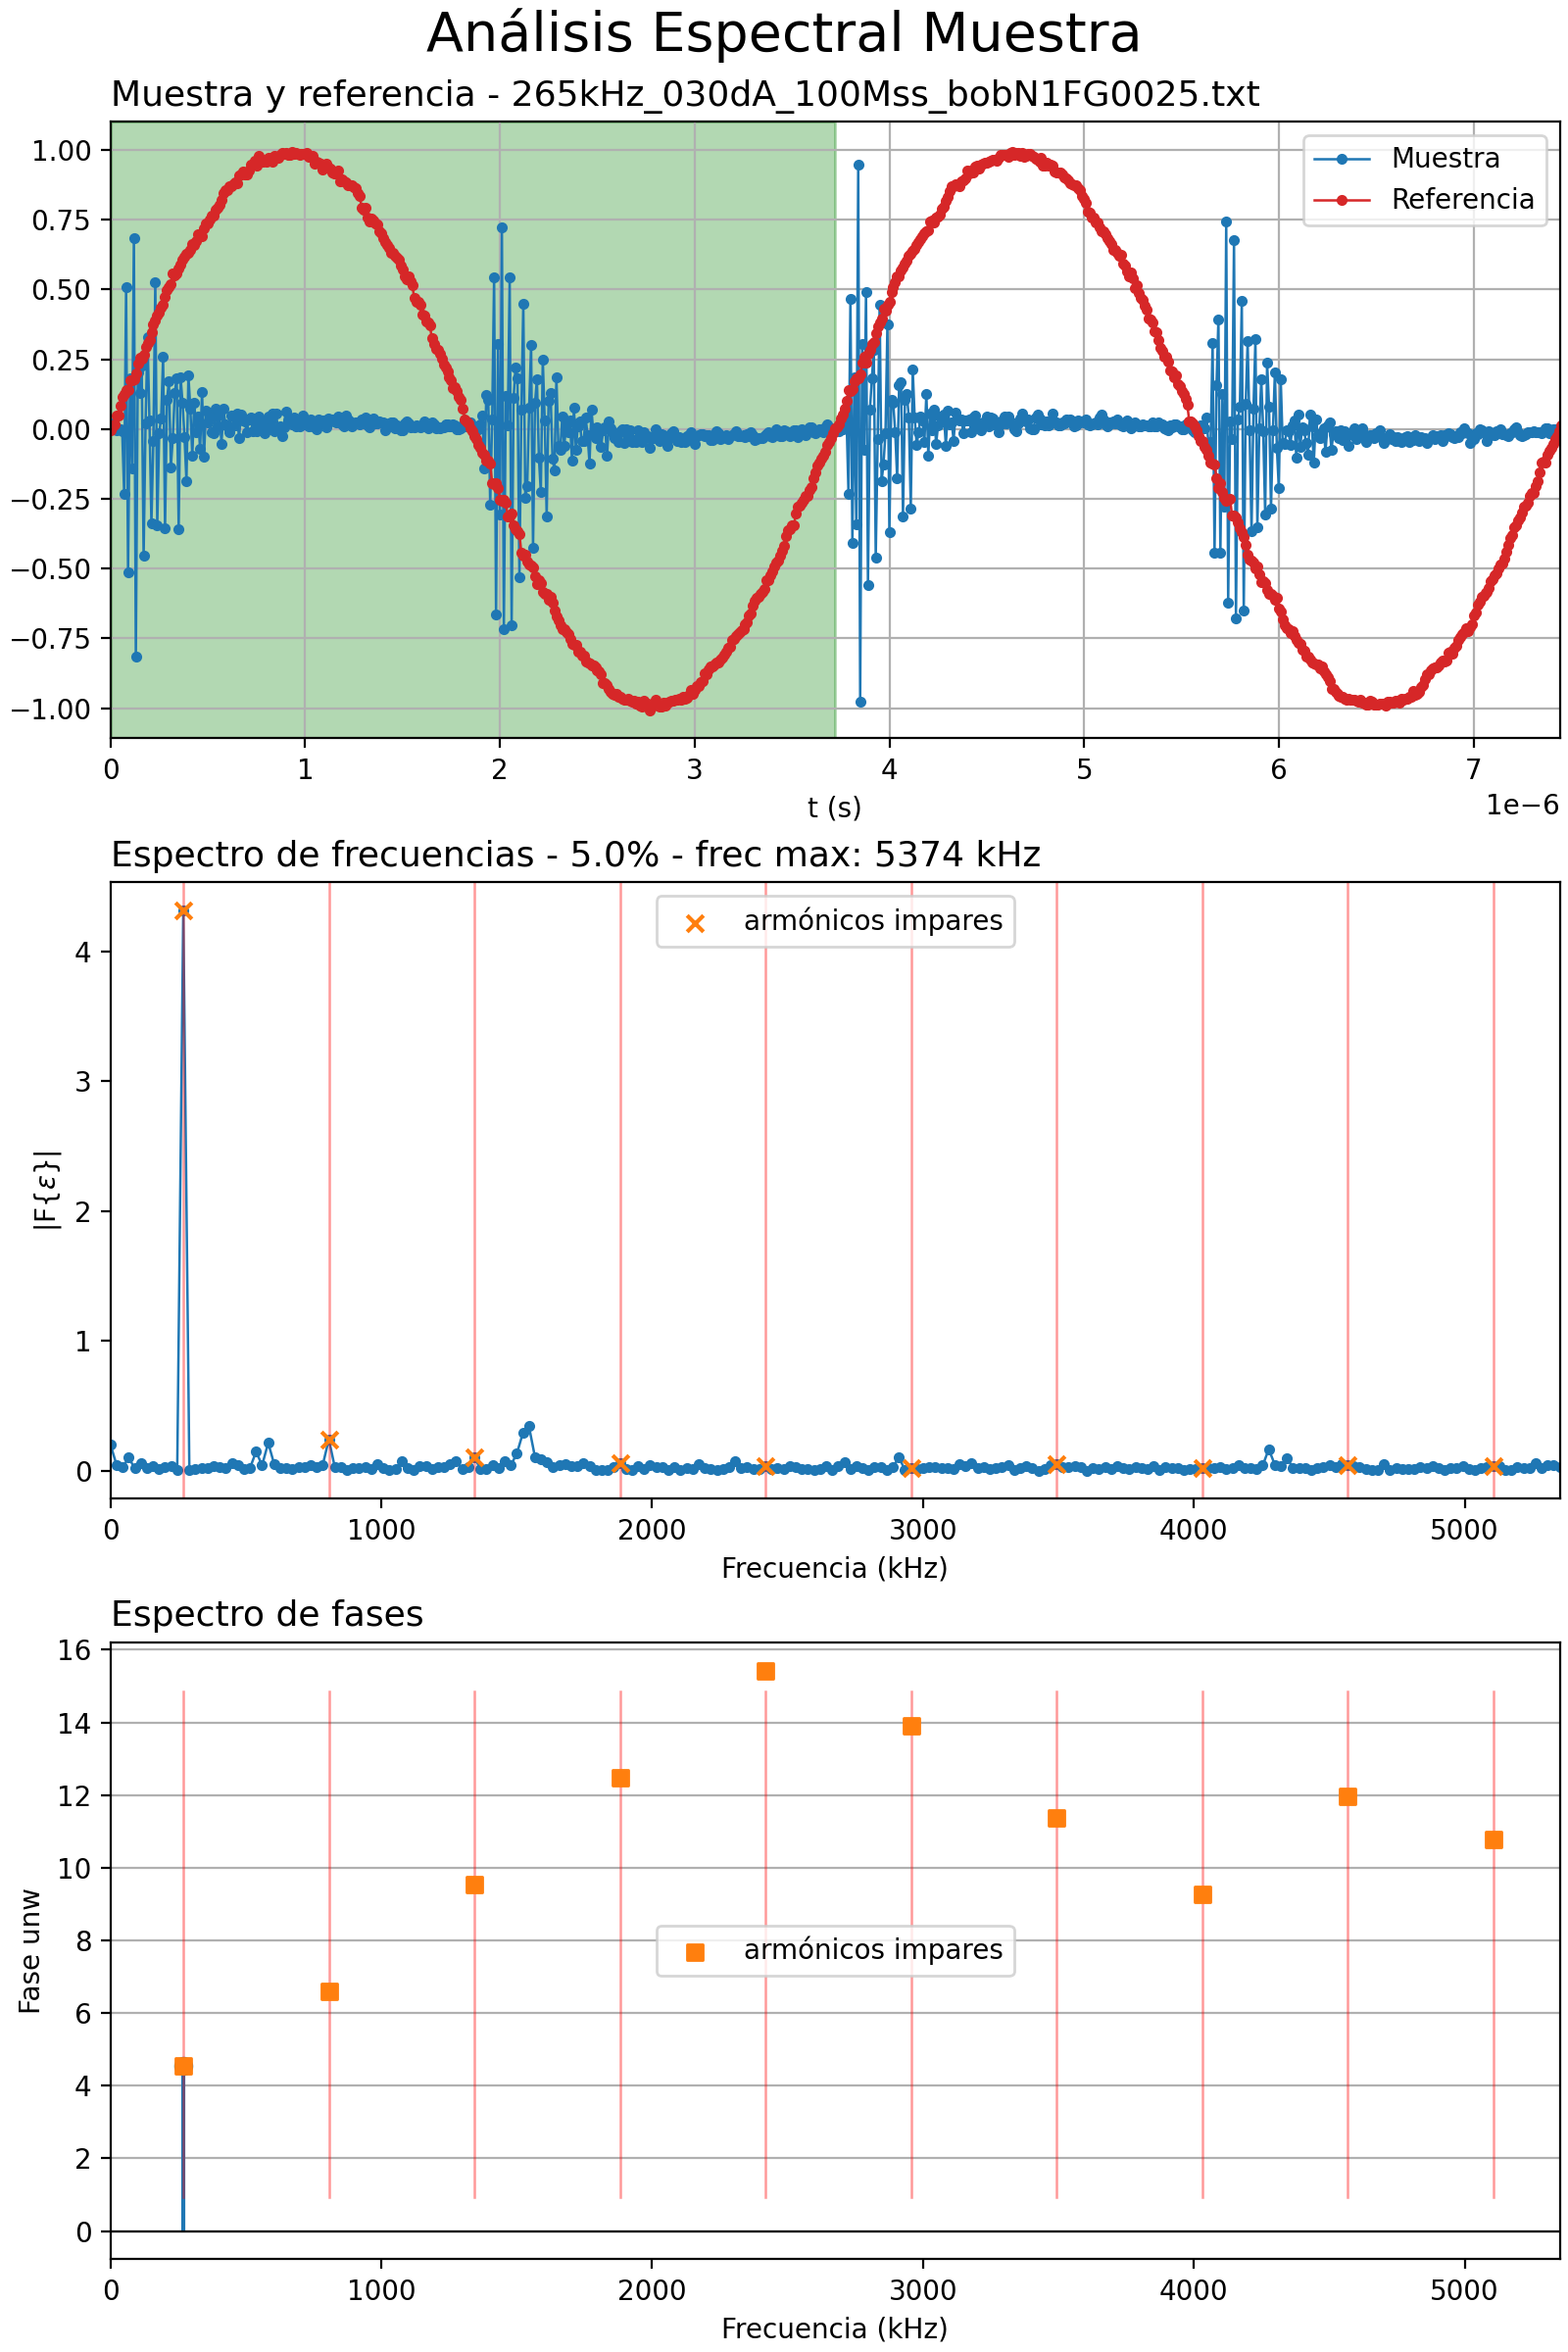 Análisis Espectral Muestra
Muestra y referencia - 265kHz_030dA_100Mss_bobN1FG0025.txt
1.00
0.75
0.50
0.25
0.00
−0.25
−0.50
−0.75
−1.00
Muestra
Referencia
0 1 2 3 4 5 6 7
1e−6
t (s)
Espectro de frecuencias - 5.0% - frec max: 5374 kHz
armónicos impares
4
3
2
1
0
|F{ε}|
0 1000 2000 3000 4000 5000
Frecuencia (kHz)
Espectro de fases
16
14
12
10
8
6
4
2
0
Fase unw
armónicos impares
0 1000 2000 3000 4000 5000
Frecuencia (kHz)